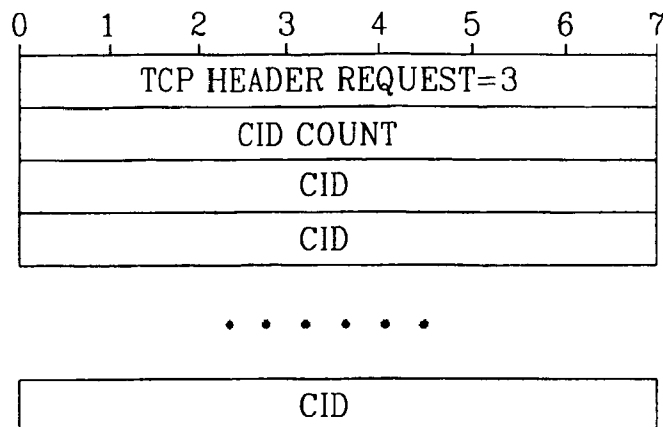 0 1 2 3 4 5 6 7
TCP HEADER REQUEST=3
CID COUNT
CID
CID
......
CID